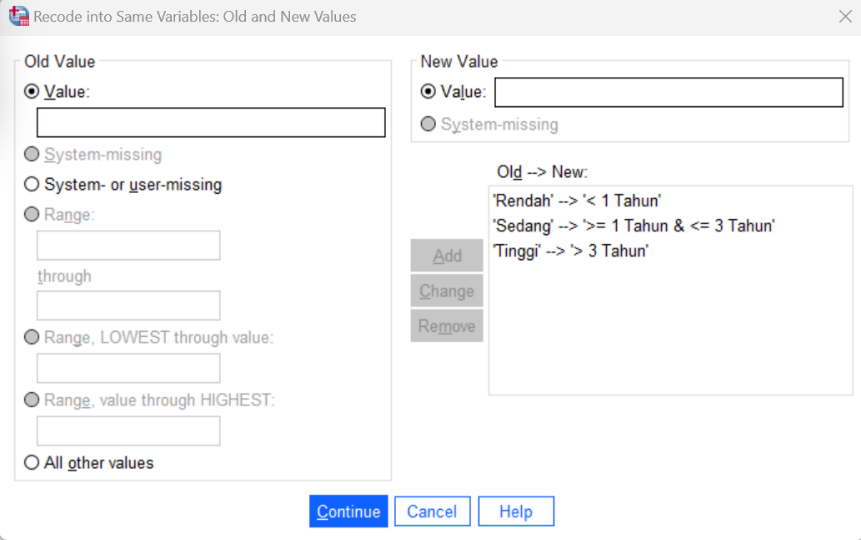 Recode into Same Variables: Old and New Values
Old Value
Value:
System-missing
System- or user-missing
Range:
through
Range, LOWEST through value:
Range, value through HIGHEST:
All other values
New Value
Value:
System-missing
Old --> New:
'Rendah' --> '< 1 Tahun'
'Sedang' --> '>= 1 Tahun & <= 3 Tahun'
'Tinggi' --> '> 3 Tahun'
Add
Change
Remove
Continue
Cancel
Help